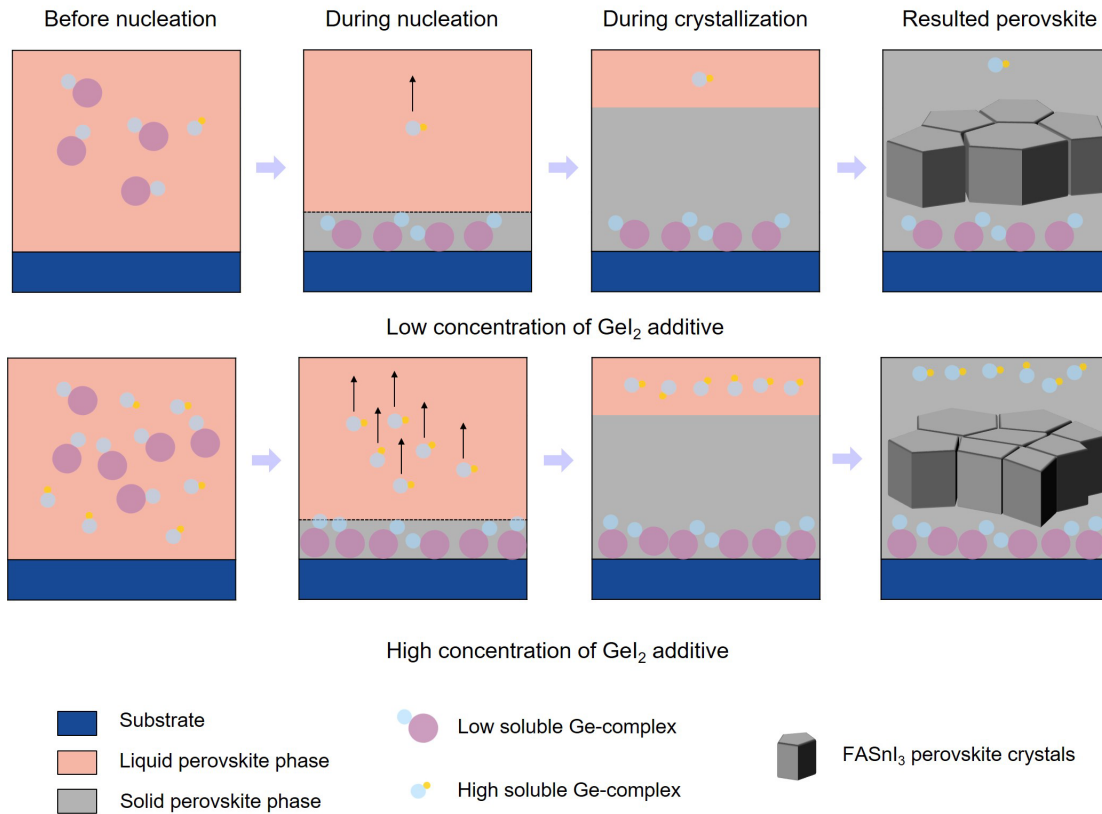 Before nucleation
During nucleation
During crystallization
Resulted perovskite
Low concentration of GeI₂ additive
High concentration of GeI₂ additive
Substrate
Liquid perovskite phase
Solid perovskite phase
Low soluble Ge-complex
High soluble Ge-complex
FASnI₃ perovskite crystals